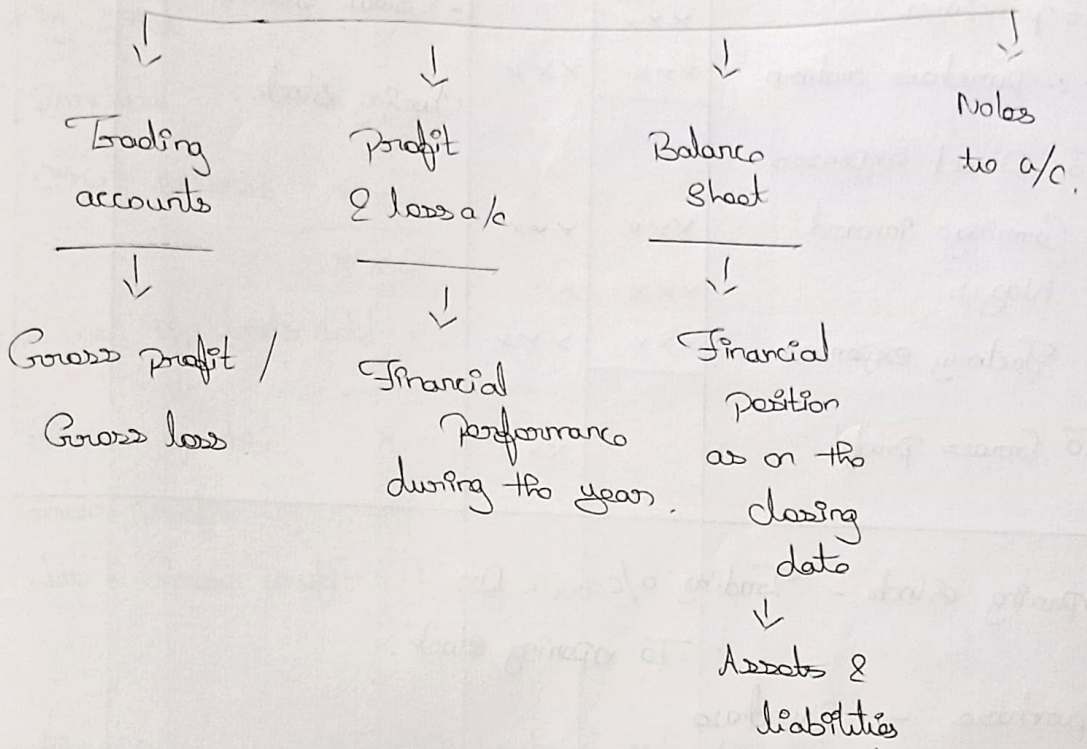 Trading
accounts
Profit
& loss a/c
Balance
Sheet
Notes
to a/c.
Gross profit /
Gross loss
Financial
Performance
during the year.
Financial
position
as on the
closing
date
Assets &
liabilities